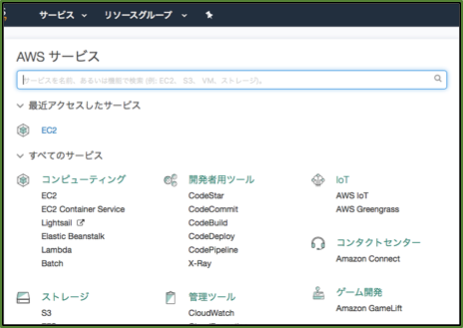 サービス
リソースグループ
AWS サービス
サービスを名前、あるいは機能で検索 (例: EC2、S3、VM、ストレージ)。
最近アクセスしたサービス
EC2
すべてのサービス
コンピューティング
EC2
EC2 Container Service
Lightsail
Elastic Beanstalk
Lambda
Batch
ストレージ
S3
開発者用ツール
CodeStar
CodeCommit
CodeBuild
CodeDeploy
CodePipeline
X-Ray
管理ツール
CloudWatch
IoT
AWS IoT
AWS Greengrass
コンタクトセンター
Amazon Connect
ゲーム開発
Amazon GameLift